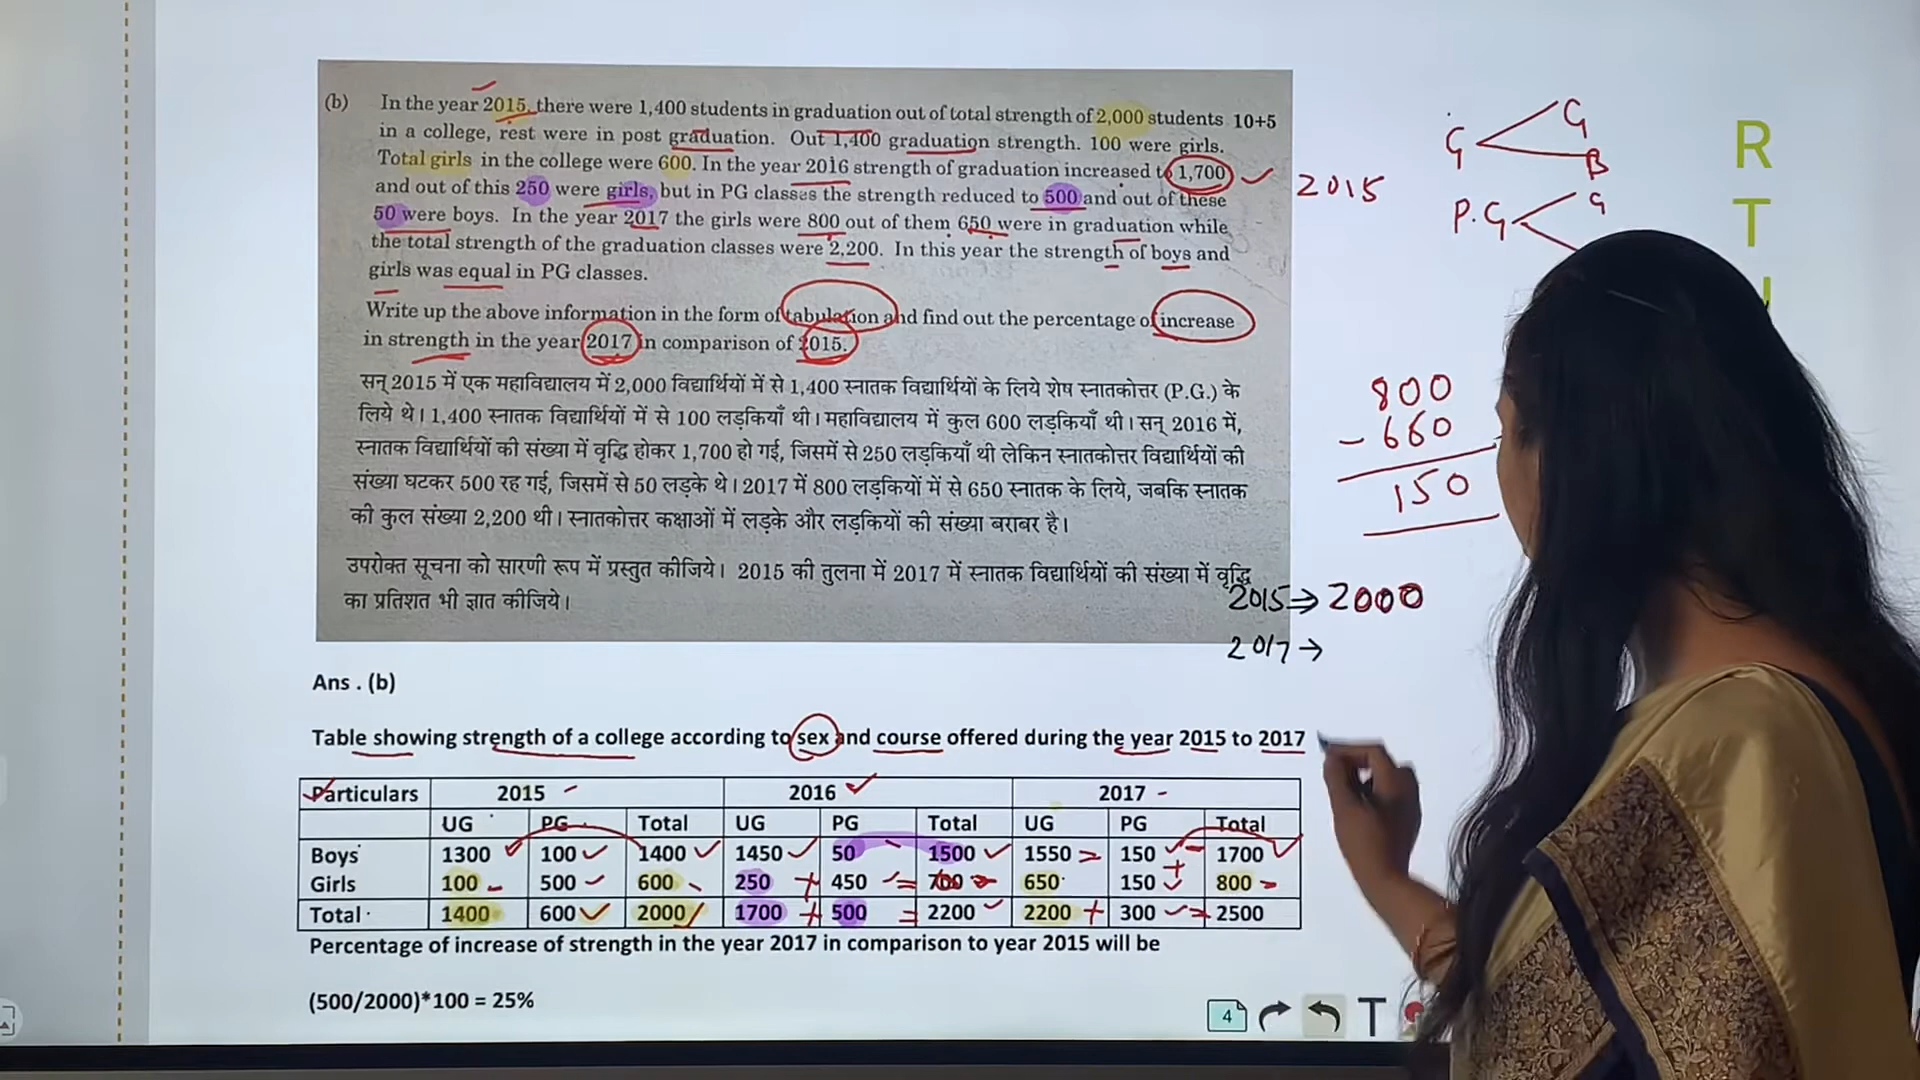 (b) In the year 2015, there were 1,400 students in graduation out of total strength of 2,000 students 10+5
in a college, rest were in post graduation. Out 1,400 graduation strength. 100 were girls.
Total girls in the college were 600. In the year 2016 strength of graduation increased to 1,700
and out of this 250 were girls, but in PG classes the strength reduced to 500 and out of these
50 were boys. In the year 2017 the girls were 800 out of them 650 were in graduation while
the total strength of the graduation classes were 2,200. In this year the strength of boys and
girls was equal in PG classes.
Write up the above information in the form of tabulation and find out the percentage of increase
in strength in the year 2017 in comparison of 2015.
सन् 2015 में एक महाविद्यालय में 2,000 विद्यार्थियों में से 1,400 स्नातक विद्यार्थियों के लिये शेष स्नातकोत्तर (P.G.) के
लिये थे। 1,400 स्नातक विद्यार्थियों में से 100 लड़कियाँ थी। महाविद्यालय में कुल 600 लड़कियाँ थी। सन् 2016 में,
स्नातक विद्यार्थियों की संख्या में वृद्धि होकर 1,700 हो गई, जिसमें से 250 लड़कियाँ थी लेकिन स्नातकोत्तर विद्यार्थियों की
संख्या घटकर 500 रह गई, जिसमें से 50 लड़के थे। 2017 में 800 लड़कियों में से 650 स्नातक के लिये, जबकि स्नातक
की कुल संख्या 2,200 थी। स्नातकोत्तर कक्षाओं में लड़के और लड़कियों की संख्या बराबर है।
उपरोक्त सूचना को सारणी रूप में प्रस्तुत कीजिये। 2015 की तुलना में 2017 में स्नातक विद्यार्थियों की संख्या में वृद्धि
का प्रतिशत भी ज्ञात कीजिये।
2015
G G
B
P.G G
R
T
800
- 660
150
2015 ⇒ 2000
2017 →
Ans . (b)
Table showing strength of a college according to sex and course offered during the year 2015 to 2017
Particulars 2015 2016 2017
UG PG Total UG PG Total UG PG Total
Boys 1300 100 1400 1450 50 1500 1550 150 1700
Girls 100 500 600 250 + 450 = 700 650 150 800
Total 1400 600 2000 1700 + 500 = 2200 2200 + 300 = 2500
Percentage of increase of strength in the year 2017 in comparison to year 2015 will be
(500/2000)*100 = 25%
4 T